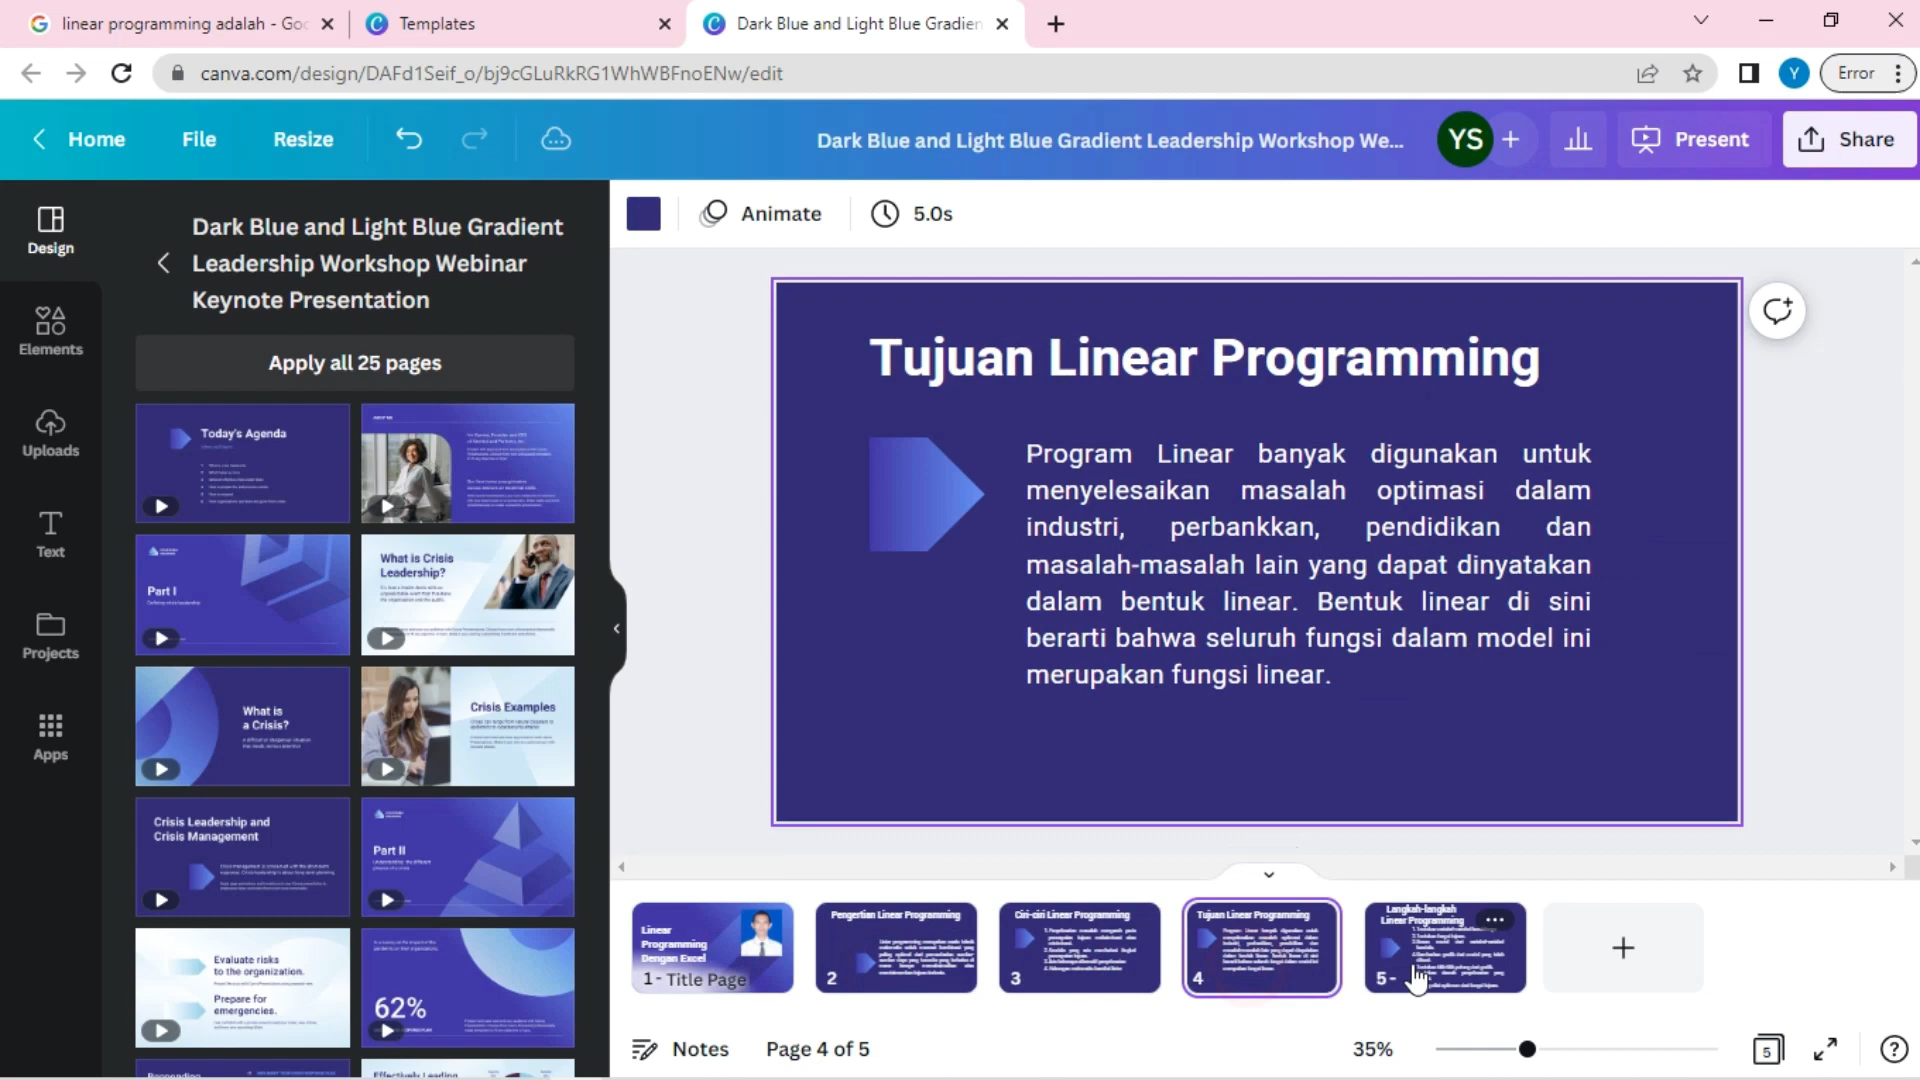 linear programming adalah - Goo
Templates
Dark Blue and Light Blue Gradien
canva.com/design/DAFd1Seif_o/bj9cGLuRkRG1WhWBFnoENw/edit
Y
Error
Home
File
Resize
Dark Blue and Light Blue Gradient Leadership Workshop We...
YS
Present
Share
Design
Elements
Uploads
Text
Projects
Apps
Dark Blue and Light Blue Gradient
Leadership Workshop Webinar
Keynote Presentation
Apply all 25 pages
Today's Agenda
Part I
Defining crisis leadership
What is Crisis
Leadership?
What is
a Crisis?
Crisis Examples
Crisis Leadership and
Crisis Management
Part II
Evaluate risks
to the organization.
Prepare for
emergencies.
62%
Responding
Effectively Leading
Animate
5.0s
Tujuan Linear Programming
Program Linear banyak digunakan untuk
menyelesaikan masalah optimasi dalam
industri, perbankkan, pendidikan dan
masalah-masalah lain yang dapat dinyatakan
dalam bentuk linear. Bentuk linear di sini
berarti bahwa seluruh fungsi dalam model ini
merupakan fungsi linear.
Linear
Programming
Dengan Excel
1 - Title Page
Pengertian Linear Programming
2
Ciri-ciri Linear Programming
3
Tujuan Linear Programming
4
Langkah-langkah
Linear Programming
5 -
Notes
Page 4 of 5
35%
5